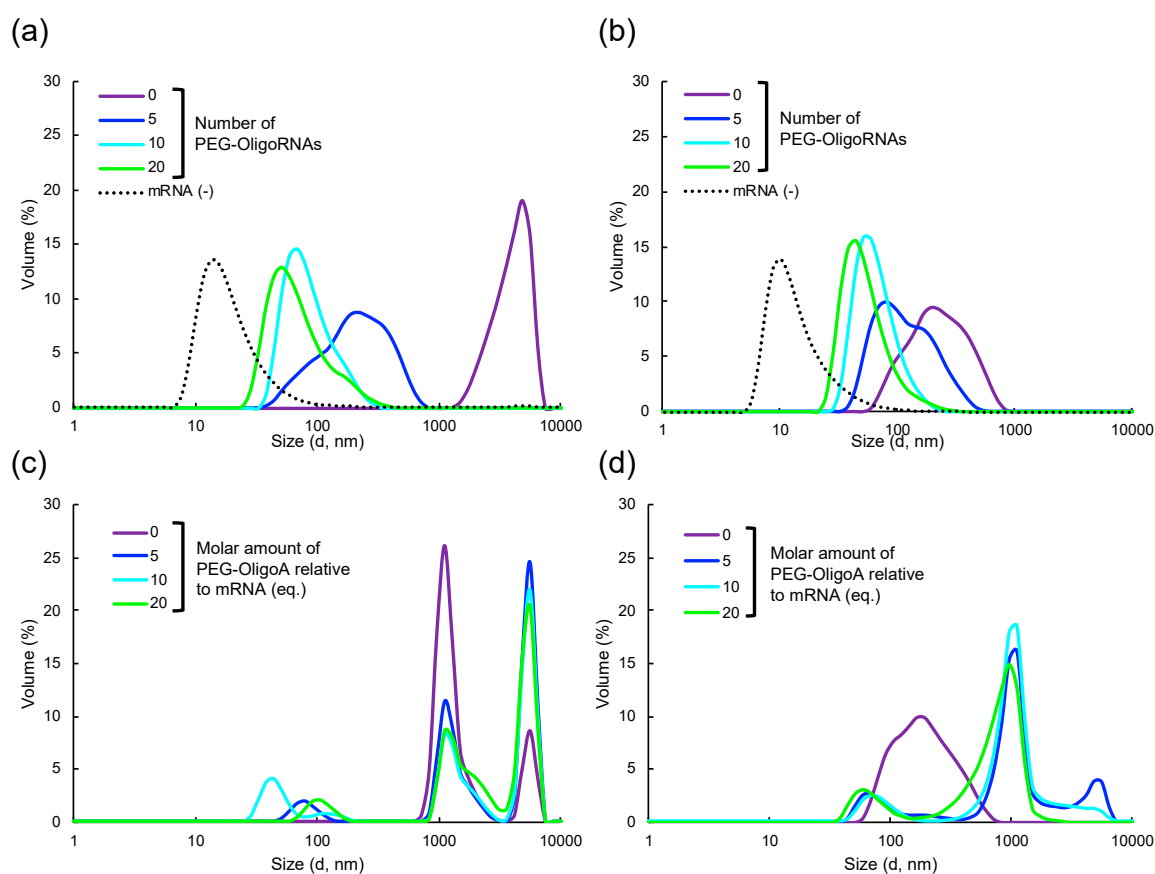 (a)
30
25
20
15
10
5
0
Volume (%)
0
5
10
20
mRNA (-)
Number of
PEG-OligoRNAs
1
10
100
1000
10000
Size (d, nm)
(b)
30
25
20
15
10
5
0
Volume (%)
0
5
10
20
mRNA (-)
Number of
PEG-OligoRNAs
1
10
100
1000
10000
Size (d, nm)
(c)
30
25
20
15
10
5
0
Volume (%)
0
5
10
20
Molar amount of
PEG-OligoA relative
to mRNA (eq.)
1
10
100
1000
10000
Size (d, nm)
(d)
30
25
20
15
10
5
0
Volume (%)
0
5
10
20
Molar amount of
PEG-OligoA relative
to mRNA (eq.)
1
10
100
1000
10000
Size (d, nm)